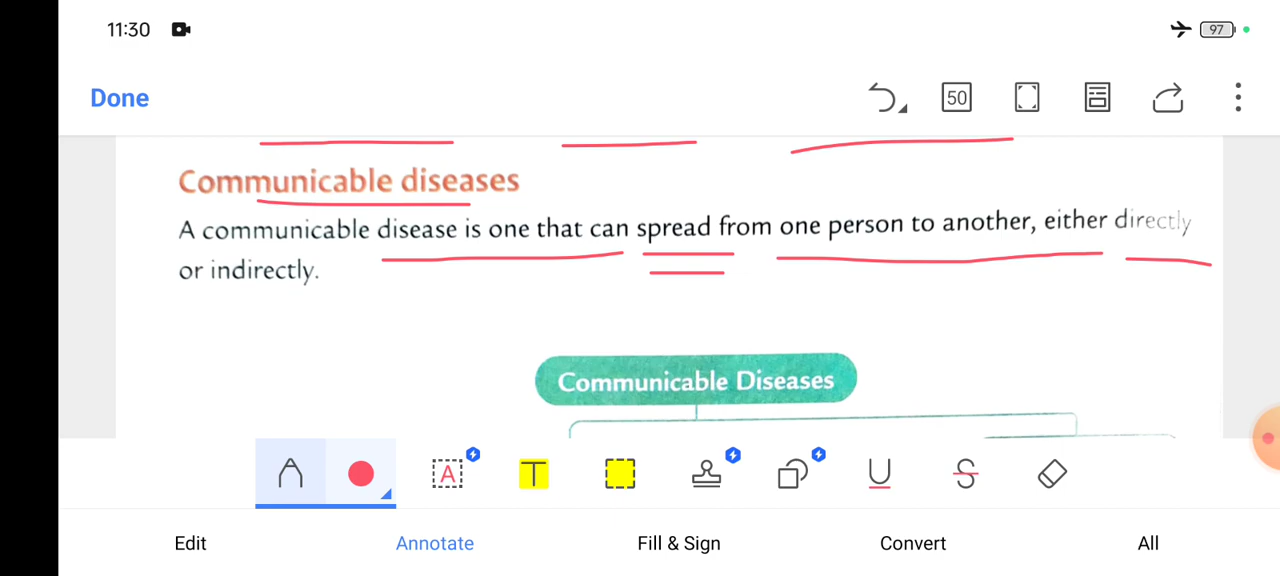 11:30
97
Done
50
Communicable diseases
A communicable disease is one that can spread from one person to another, either directly
or indirectly.
Communicable Diseases
A
T
U
S
Edit
Annotate
Fill & Sign
Convert
All